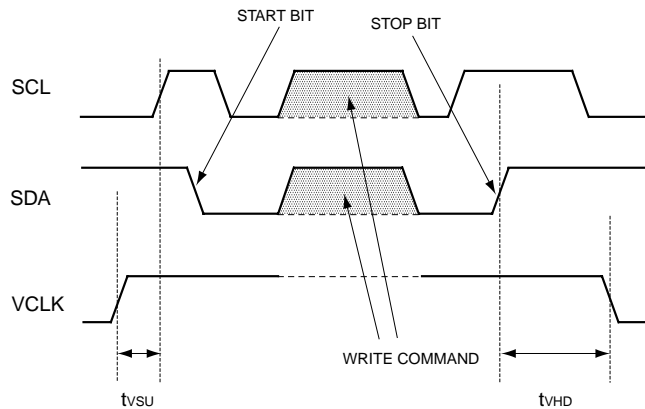 START BIT
STOP BIT
SCL
SDA
VCLK
WRITE COMMAND
tVSU
tVHD